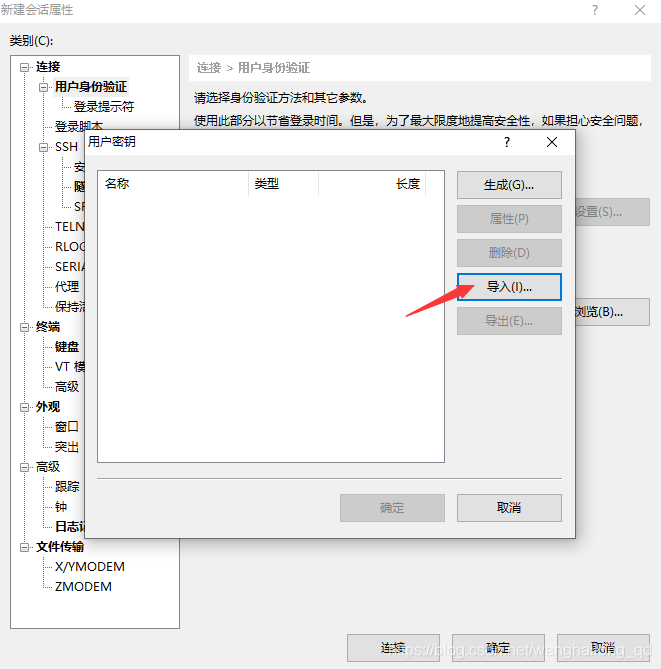 新建会话属性
?
类别(C):
连接
用户身份验证
登录提示符
登录脚本
SSH
安
隧
SF
TELN
RLOG
SERIA
代理
保持活
终端
键盘
VT 模
高级
外观
窗口
突出
高级
跟踪
钟
日志记
文件传输
X/YMODEM
ZMODEM
连接 > 用户身份验证
请选择身份验证方法和其它参数。
使用此部分以节省登录时间。但是，为了最大限度地提高安全性，如果担心安全问题，
设置(S)...
浏览(B)...
用户密钥
?
名称 类型 长度
生成(G)...
属性(P)
删除(D)
导入(I)...
导出(E)...
确定 取消
连接 确定 取消